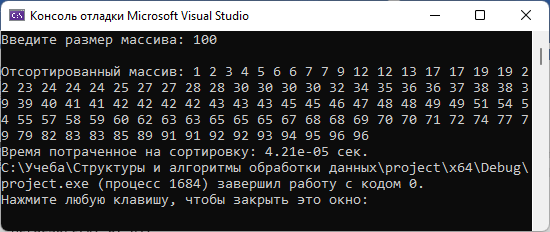 Консоль отладки Microsoft Visual Studio
Введите размер массива: 100
Отсортированный массив: 1 2 3 4 5 6 6 7 7 9 12 12 13 17 17 19 19 2
2 23 24 24 24 25 27 27 28 28 30 30 30 30 32 34 35 36 36 37 38 38 3
9 39 40 41 41 42 42 42 42 43 43 43 45 45 46 47 48 48 49 49 51 54 5
4 55 57 58 59 60 62 63 63 65 65 65 67 68 68 69 70 70 71 72 74 77 7
9 79 82 83 83 85 89 91 91 92 92 93 94 95 96 96
Время потраченное на сортировку: 4.21e-05 сек.
C:\Учеба\Структуры и алгоритмы обработки данных\project\x64\Debug\
project.exe (процесс 1684) завершил работу с кодом 0.
Нажмите любую клавишу, чтобы закрыть это окно: